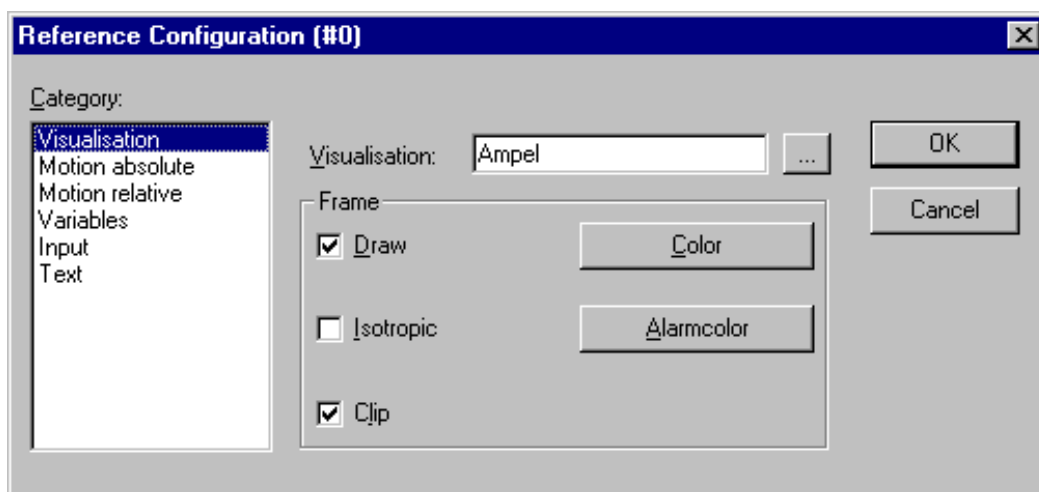 Reference Configuration (#0)
Category:
Visualisation
Motion absolute
Motion relative
Variables
Input
Text
Visualisation: Ampel ...
Frame
Draw Color
Isotropic Alarmcolor
Clip
OK
Cancel